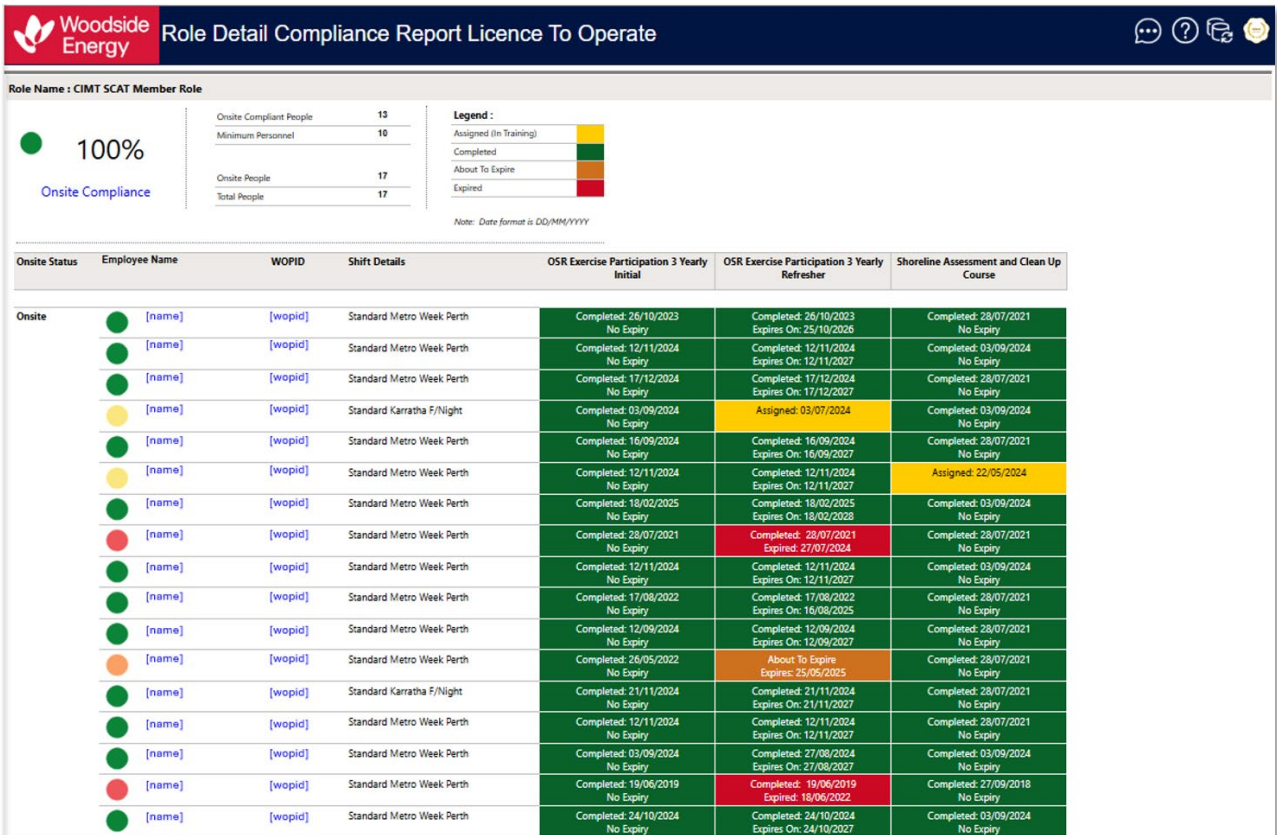 Woodside
Energy
Role Detail Compliance Report Licence To Operate
Role Name : CIMT SCAT Member Role
100%
Onsite Compliance
Onsite Compliant People 13
Minimum Personnel 10
Onsite People 17
Total People 17
Legend :
Assigned (In Training)
Completed
About To Expire
Expired
Note: Date format is DD/MM/YYYY
Onsite Status Employee Name WOPID Shift Details OSR Exercise Participation 3 Yearly Initial OSR Exercise Participation 3 Yearly Refresher Shoreline Assessment and Clean Up Course
Onsite [name] [wopid] Standard Metro Week Perth Completed: 26/10/2023 Completed: 26/10/2023 Completed: 28/07/2021
No Expiry Expires On: 25/10/2026 No Expiry
[name] [wopid] Standard Metro Week Perth Completed: 12/11/2024 Completed: 12/11/2024 Completed: 03/09/2024
No Expiry Expires On: 12/11/2027 No Expiry
[name] [wopid] Standard Metro Week Perth Completed: 17/12/2024 Completed: 17/12/2024 Completed: 28/07/2021
No Expiry Expires On: 17/12/2027 No Expiry
[name] [wopid] Standard Karratha F/Night Completed: 03/09/2024 Assigned: 03/07/2024 Completed: 03/09/2024
No Expiry No Expiry
[name] [wopid] Standard Metro Week Perth Completed: 16/09/2024 Completed: 16/09/2024 Completed: 28/07/2021
No Expiry Expires On: 16/09/2027 No Expiry
[name] [wopid] Standard Metro Week Perth Completed: 12/11/2024 Completed: 12/11/2024 Assigned: 22/05/2024
No Expiry Expires On: 12/11/2027
[name] [wopid] Standard Metro Week Perth Completed: 18/02/2025 Completed: 18/02/2025 Completed: 03/09/2024
No Expiry Expires On: 18/02/2028 No Expiry
[name] [wopid] Standard Metro Week Perth Completed: 28/07/2021 Completed: 28/07/2021 Completed: 28/07/2021
No Expiry Expired: 27/07/2024 No Expiry
[name] [wopid] Standard Metro Week Perth Completed: 12/11/2024 Completed: 12/11/2024 Completed: 03/09/2024
No Expiry Expires On: 12/11/2027 No Expiry
[name] [wopid] Standard Metro Week Perth Completed: 17/08/2022 Completed: 17/08/2022 Completed: 28/07/2021
No Expiry Expires On: 16/08/2025 No Expiry
[name] [wopid] Standard Metro Week Perth Completed: 12/09/2024 Completed: 12/09/2024 Completed: 28/07/2021
No Expiry Expires On: 12/09/2027 No Expiry
[name] [wopid] Standard Metro Week Perth Completed: 26/05/2022 About To Expire Completed: 28/07/2021
No Expiry Expires: 25/05/2025 No Expiry
[name] [wopid] Standard Karratha F/Night Completed: 21/11/2024 Completed: 21/11/2024 Completed: 28/07/2021
No Expiry Expires On: 21/11/2027 No Expiry
[name] [wopid] Standard Metro Week Perth Completed: 12/11/2024 Completed: 12/11/2024 Completed: 28/07/2021
No Expiry Expires On: 12/11/2027 No Expiry
[name] [wopid] Standard Metro Week Perth Completed: 03/09/2024 Completed: 27/08/2024 Completed: 03/09/2024
No Expiry Expires On: 27/08/2027 No Expiry
[name] [wopid] Standard Metro Week Perth Completed: 19/06/2019 Completed: 19/06/2019 Completed: 27/09/2018
No Expiry Expired: 18/06/2022 No Expiry
[name] [wopid] Standard Metro Week Perth Completed: 24/10/2024 Completed: 24/10/2024 Completed: 03/09/2024
No Expiry Expires On: 24/10/2027 No Expiry